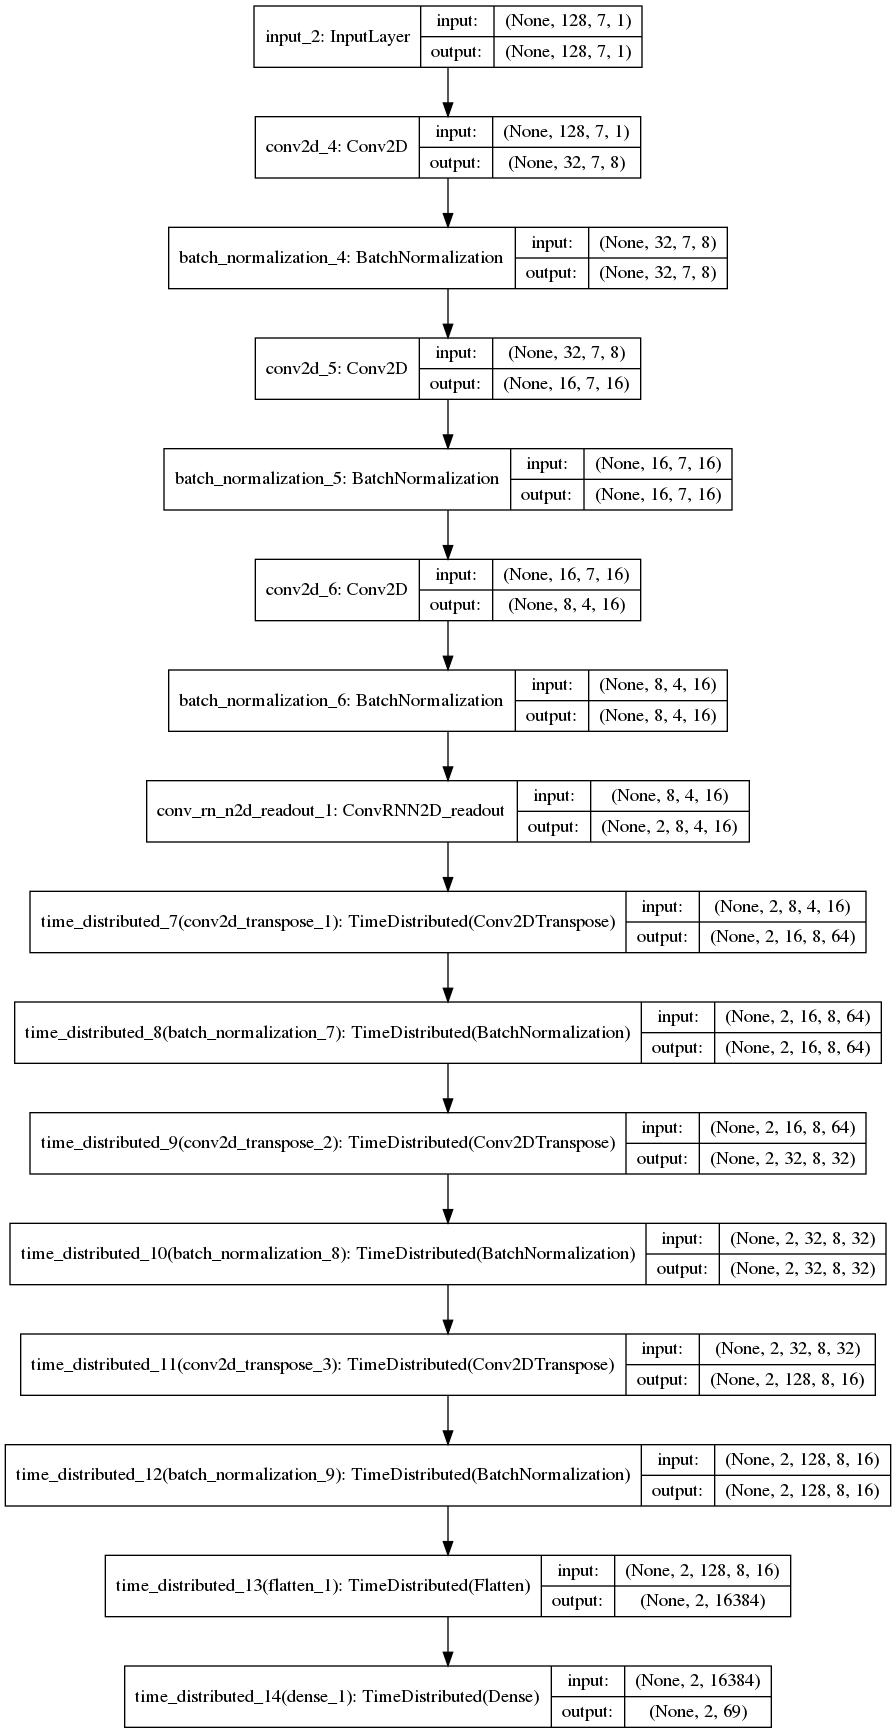 input_2: InputLayer
input: (None, 128, 7, 1)
output: (None, 128, 7, 1)
conv2d_4: Conv2D
input: (None, 128, 7, 1)
output: (None, 32, 7, 8)
batch_normalization_4: BatchNormalization
input: (None, 32, 7, 8)
output: (None, 32, 7, 8)
conv2d_5: Conv2D
input: (None, 32, 7, 8)
output: (None, 16, 7, 16)
batch_normalization_5: BatchNormalization
input: (None, 16, 7, 16)
output: (None, 16, 7, 16)
conv2d_6: Conv2D
input: (None, 16, 7, 16)
output: (None, 8, 4, 16)
batch_normalization_6: BatchNormalization
input: (None, 8, 4, 16)
output: (None, 8, 4, 16)
conv_rn_n2d_readout_1: ConvRNN2D_readout
input: (None, 8, 4, 16)
output: (None, 2, 8, 4, 16)
time_distributed_7(conv2d_transpose_1): TimeDistributed(Conv2DTranspose)
input: (None, 2, 8, 4, 16)
output: (None, 2, 16, 8, 64)
time_distributed_8(batch_normalization_7): TimeDistributed(BatchNormalization)
input: (None, 2, 16, 8, 64)
output: (None, 2, 16, 8, 64)
time_distributed_9(conv2d_transpose_2): TimeDistributed(Conv2DTranspose)
input: (None, 2, 16, 8, 64)
output: (None, 2, 32, 8, 32)
time_distributed_10(batch_normalization_8): TimeDistributed(BatchNormalization)
input: (None, 2, 32, 8, 32)
output: (None, 2, 32, 8, 32)
time_distributed_11(conv2d_transpose_3): TimeDistributed(Conv2DTranspose)
input: (None, 2, 32, 8, 32)
output: (None, 2, 128, 8, 16)
time_distributed_12(batch_normalization_9): TimeDistributed(BatchNormalization)
input: (None, 2, 128, 8, 16)
output: (None, 2, 128, 8, 16)
time_distributed_13(flatten_1): TimeDistributed(Flatten)
input: (None, 2, 128, 8, 16)
output: (None, 2, 16384)
time_distributed_14(dense_1): TimeDistributed(Dense)
input: (None, 2, 16384)
output: (None, 2, 69)